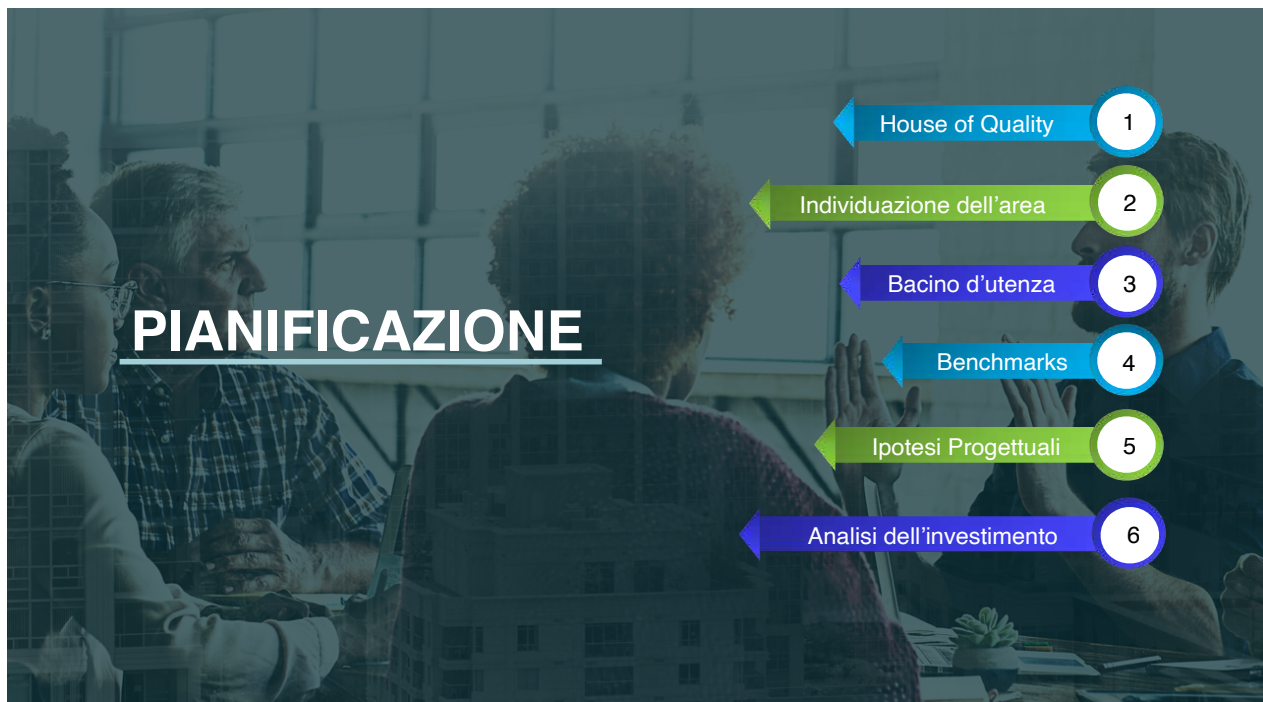 PIANIFICAZIONE
House of Quality 1
Individuazione dell’area 2
Bacino d’utenza 3
Benchmarks 4
Ipotesi Progettuali 5
Analisi dell’investimento 6